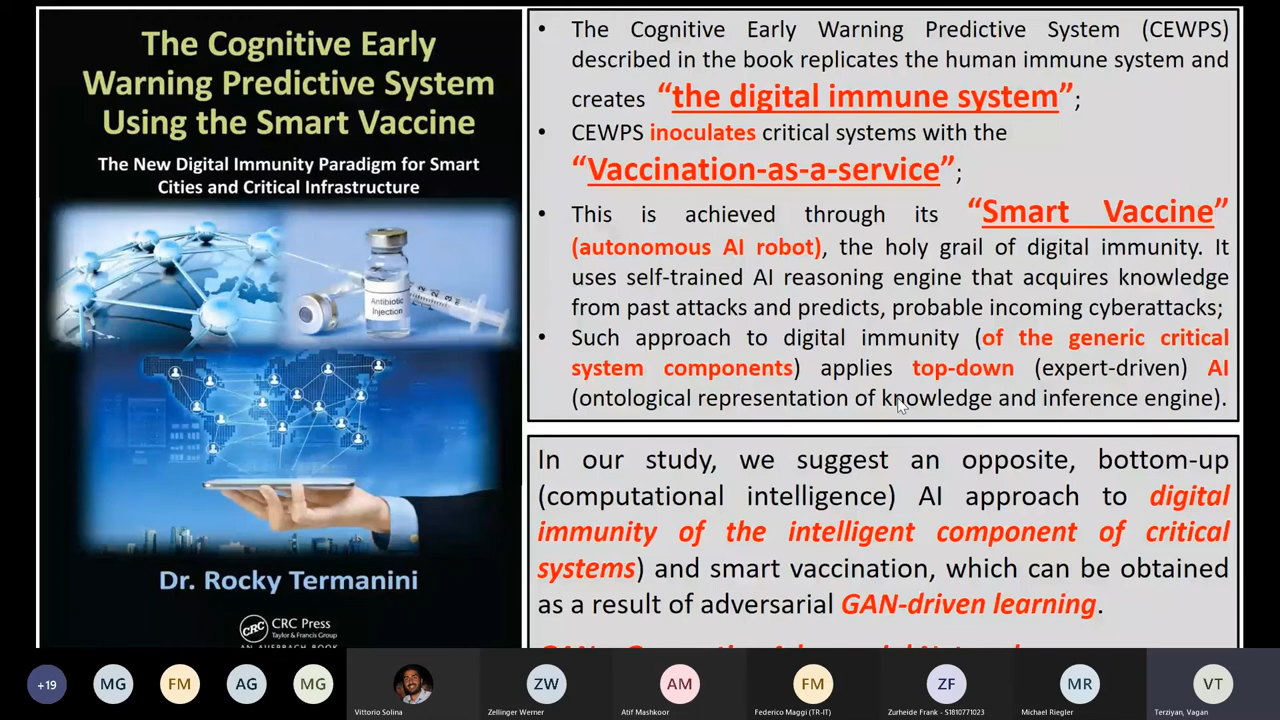 The Cognitive Early
Warning Predictive System
Using the Smart Vaccine
The New Digital Immunity Paradigm for Smart
Cities and Critical Infrastructure
Antibiotic
Injection
Dr. Rocky Termanini
CRC
CRC Press
Taylor & Francis Group
AN AUERBACH BOOK
• The Cognitive Early Warning Predictive System (CEWPS)
described in the book replicates the human immune system and
creates “the digital immune system”;
• CEWPS inoculates critical systems with the
“Vaccination-as-a-service”;
• This is achieved through its “Smart Vaccine”
(autonomous AI robot), the holy grail of digital immunity. It
uses self-trained AI reasoning engine that acquires knowledge
from past attacks and predicts, probable incoming cyberattacks;
• Such approach to digital immunity (of the generic critical
system components) applies top-down (expert-driven) AI
(ontological representation of knowledge and inference engine).
In our study, we suggest an opposite, bottom-up
(computational intelligence) AI approach to digital
immunity of the intelligent component of critical
systems) and smart vaccination, which can be obtained
as a result of adversarial GAN-driven learning.
+19
MG
FM
AG
MG
Vittorio Solina
ZW
Zellinger Werner
AM
Atif Mashkoor
FM
Federico Maggi (TR-IT)
ZF
Zurheide Frank - S1810771023
MR
Michael Riegler
VT
Terziyan, Vagan